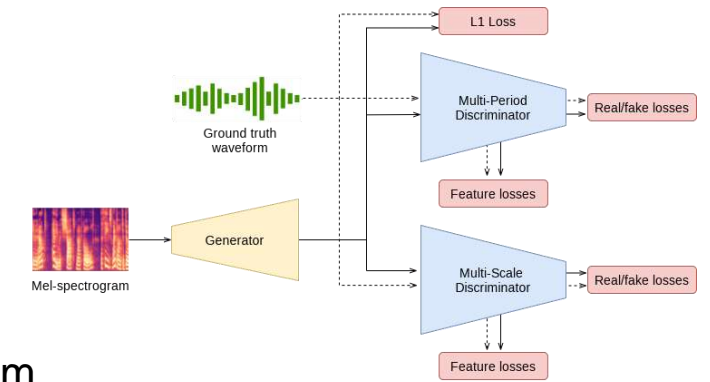 L1 Loss
Multi-Period
Discriminator
Real/fake losses
Ground truth
waveform
Feature losses
Generator
Mel-spectrogram
Multi-Scale
Discriminator
Real/fake losses
Feature losses
m